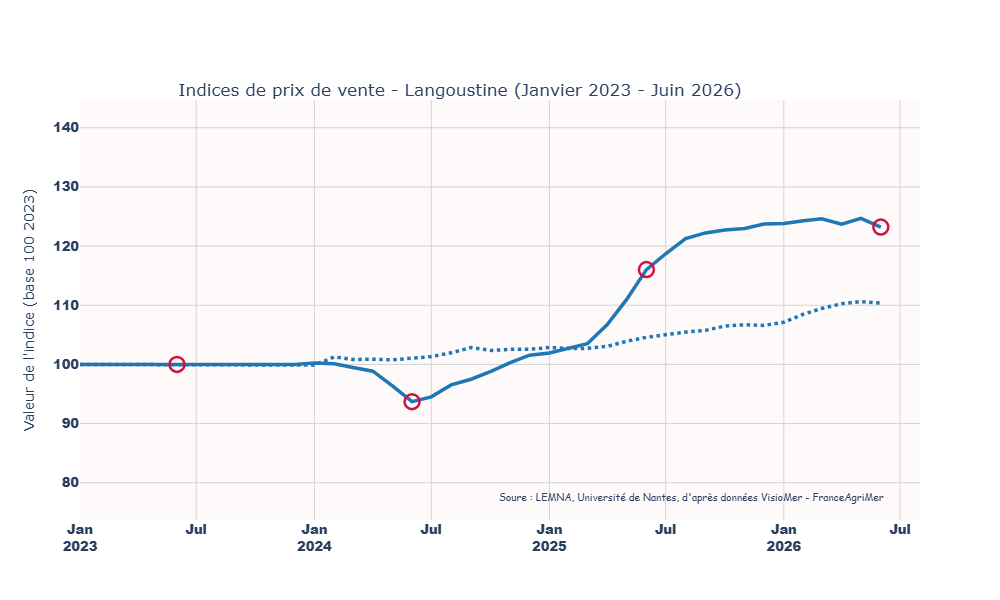 Indices de prix de vente - Langoustine (Janvier 2023 - Juin 2026)
Valeur de l'indice (base 100 2023)
140
130
120
110
100
90
80
Soure : LEMNA, Université de Nantes, d'après données VisioMer - FranceAgriMer
Jan Jul Jan Jul Jan Jul Jan Jul
2023 2024 2025 2026